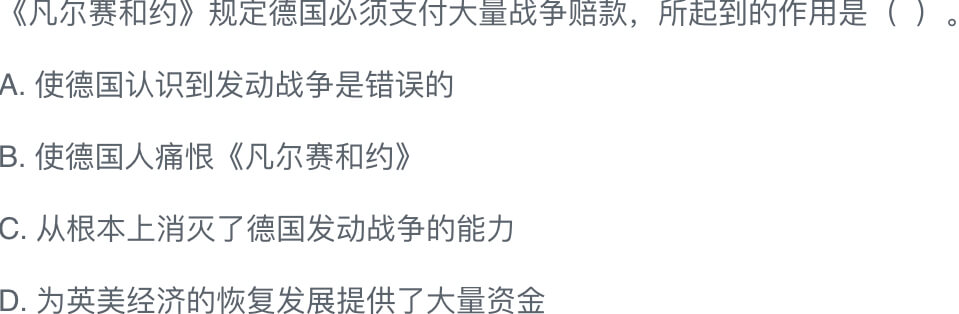 《凡尔赛和约》规定德国必须支付大量战争赔款，所起到的作用是（ ）。
A. 使德国认识到发动战争是错误的
B. 使德国人痛恨《凡尔赛和约》
C. 从根本上消灭了德国发动战争的能力
D. 为英美经济的恢复发展提供了大量资金